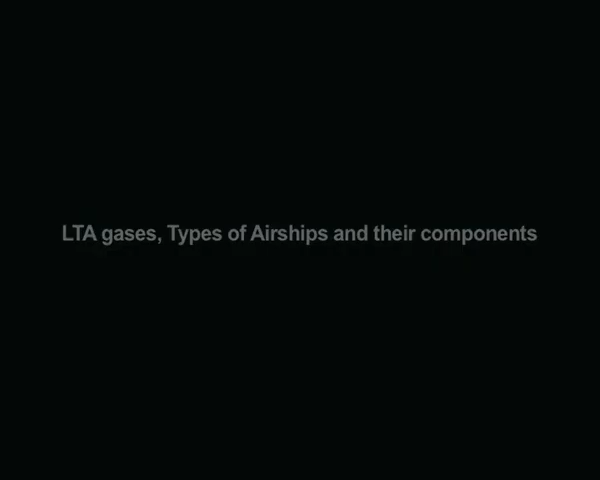 LTA gases, Types of Airships and their components